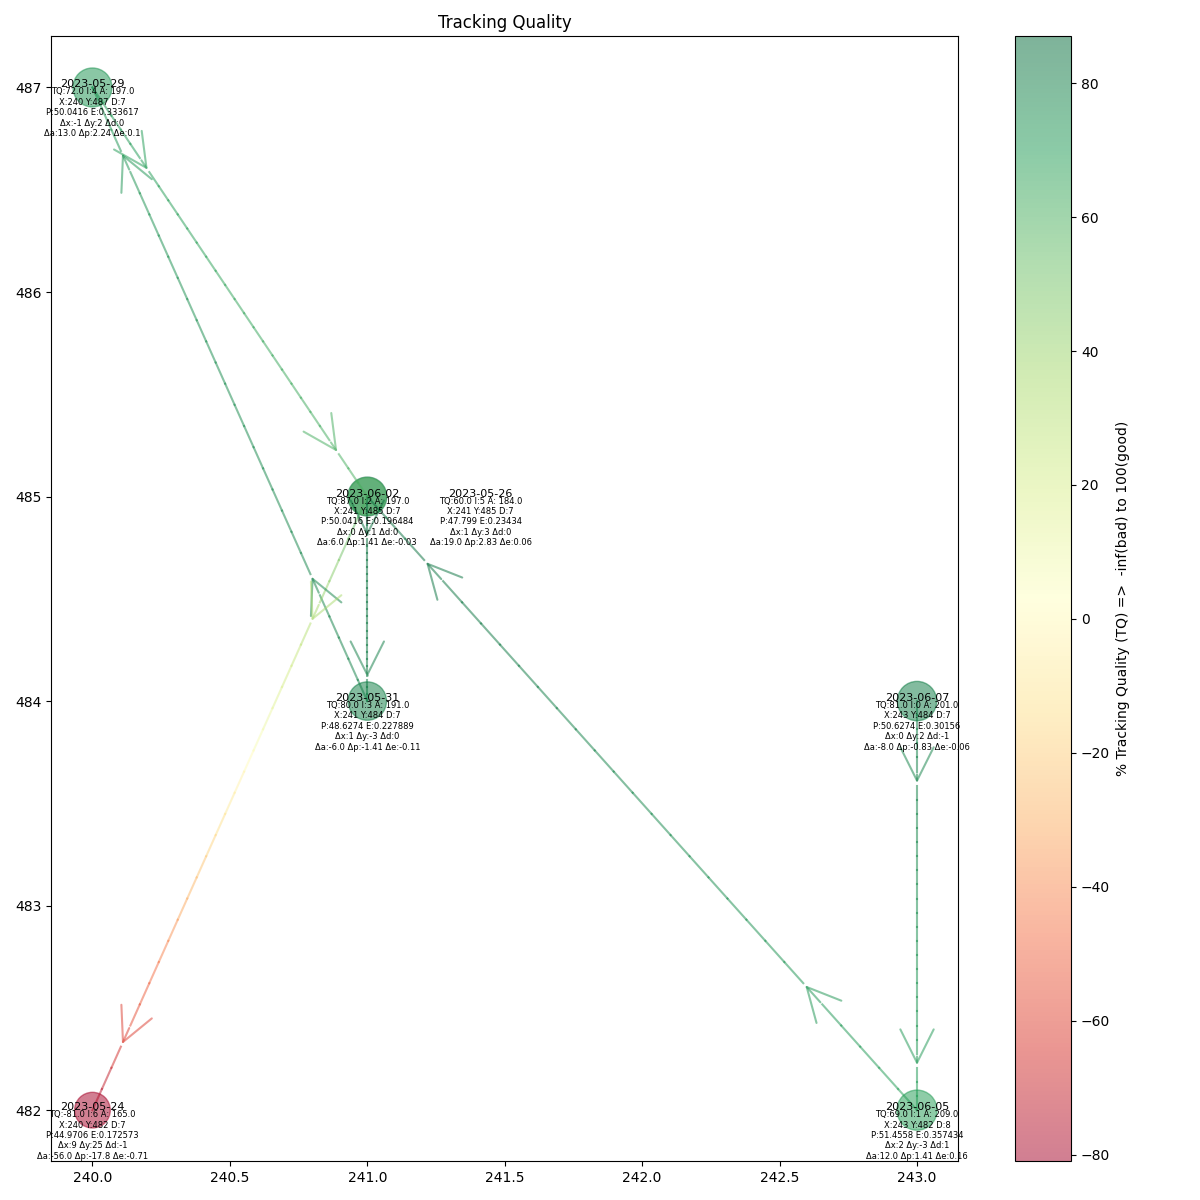 Tracking Quality
2023-05-29
TQ:72.0 I:4 A: 197.0
X:240 Y:487 D:7
P:50.0416 E:0.333617
Δx:-1 Δy:2 Δd:0
Δa:13.0 Δp:2.24 Δe:0.1
2023-06-02
TQ:87.0 I:2 A: 197.0
X:241 Y:485 D:7
P:50.0416 E:0.196484
Δx:0 Δy:1 Δd:0
Δa:6.0 Δp:1.41 Δe:-0.03
2023-05-26
TQ:60.0 I:5 A: 184.0
X:241 Y:485 D:7
P:47.799 E:0.23434
Δx:1 Δy:3 Δd:0
Δa:19.0 Δp:2.83 Δe:0.06
2023-05-31
TQ:80.0 I:3 A: 191.0
X:241 Y:484 D:7
P:48.6274 E:0.227889
Δx:1 Δy:-3 Δd:0
Δa:-6.0 Δp:-1.41 Δe:-0.11
2023-06-07
TQ:81.0 I:0 A: 201.0
X:243 Y:484 D:7
P:50.6274 E:0.30156
Δx:0 Δy:2 Δd:-1
Δa:-8.0 Δp:-0.83 Δe:-0.06
2023-05-24
TQ:-81.0 I:6 A: 165.0
X:240 Y:482 D:7
P:44.9706 E:0.172573
Δx:9 Δy:25 Δd:-1
Δa:-56.0 Δp:-17.8 Δe:-0.71
2023-06-05
TQ:69.0 I:1 A: 209.0
X:243 Y:482 D:8
P:51.4558 E:0.357434
Δx:2 Δy:-3 Δd:1
Δa:12.0 Δp:1.41 Δe:0.16
487
486
485
484
483
482
240.0
240.5
241.0
241.5
242.0
242.5
243.0
80
60
40
20
0
−20
−40
−60
−80
% Tracking Quality (TQ) => -inf(bad) to 100(good)